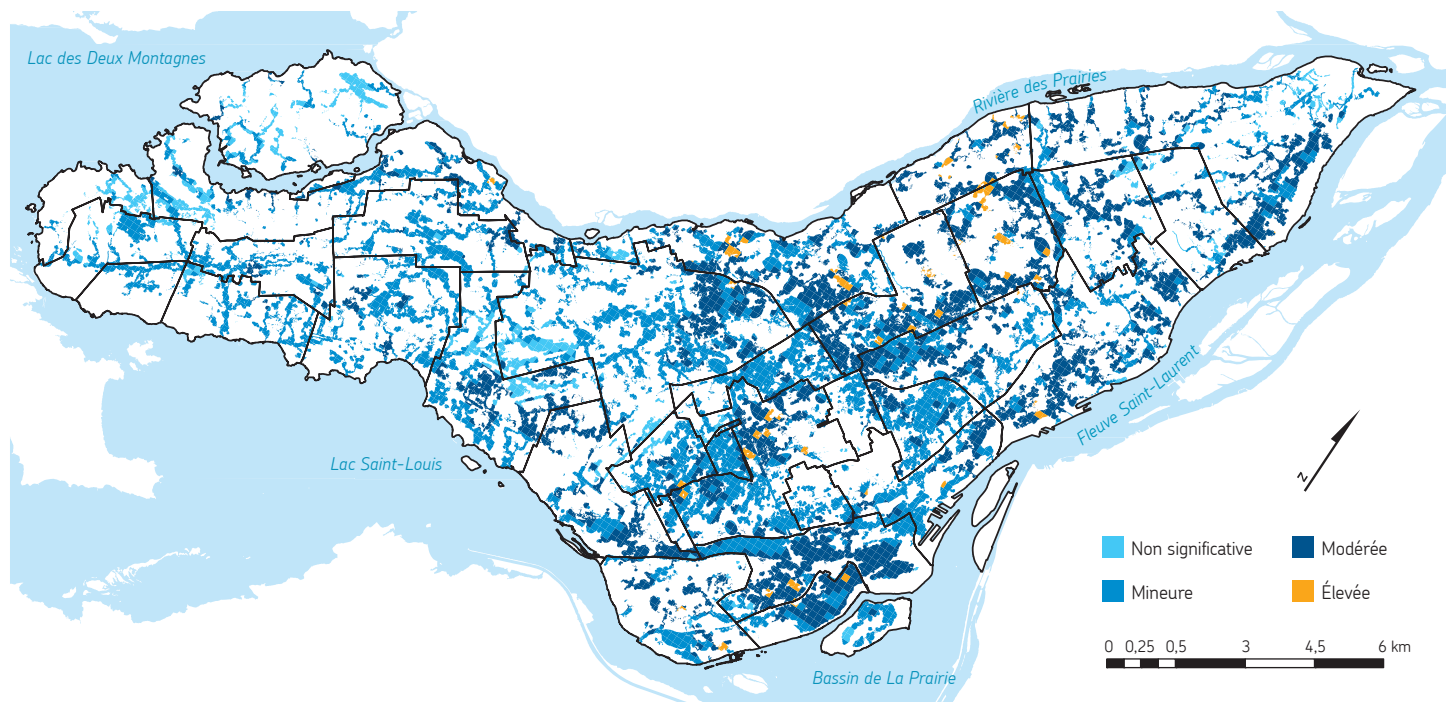 Lac des Deux Montagnes
Rivière des Prairies
Fleuve Saint-Laurent
Lac Saint-Louis
Bassin de La Prairie
N
Non significative
Modérée
Mineure
Élevée
0 0,25 0,5 3 4,5 6 km